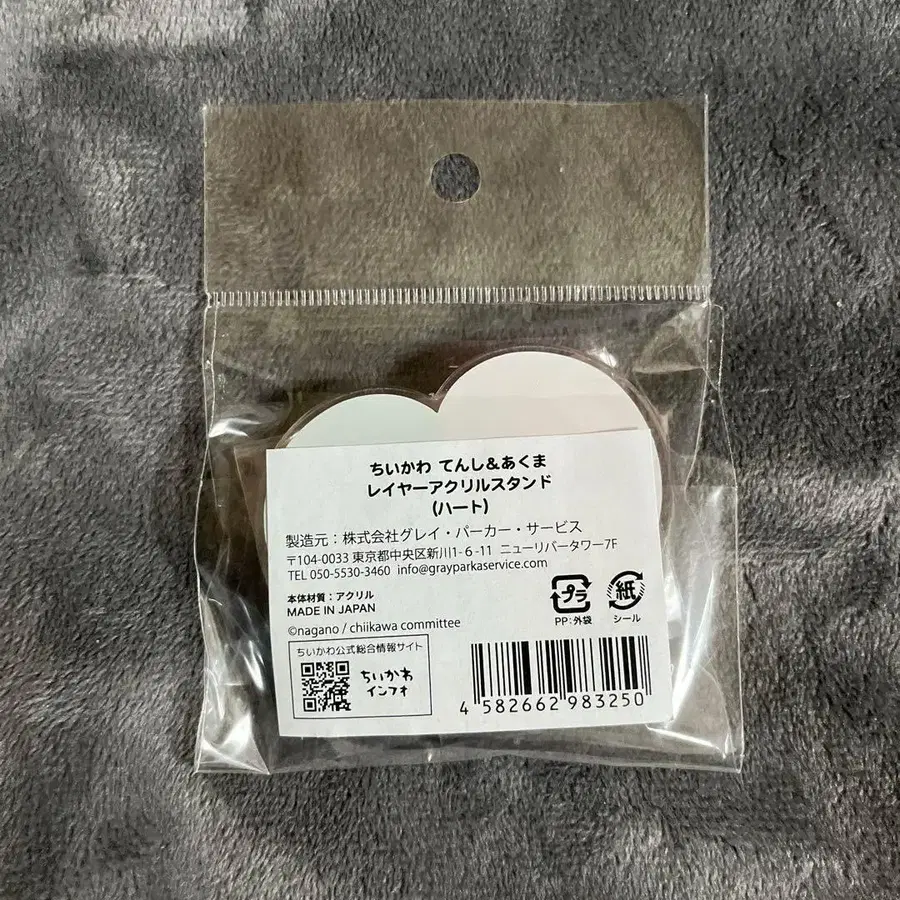 ちいかわ てんし&あくま
レイヤーアクリルスタンド
(ハート)
製造元：株式会社グレイ・パーカー・サービス
〒104-0033 東京都中央区新川1-6-11 ニューリバータワー7F
TEL 050-5530-3460 info@grayparkaservice.com
本体材質：アクリル
MADE IN JAPAN
©nagano / chiikawa committee
プラ
PP:外袋
紙
シール
ちいかわ公式総合情報サイト
ちいかわ
インフォ
4 582662 983250